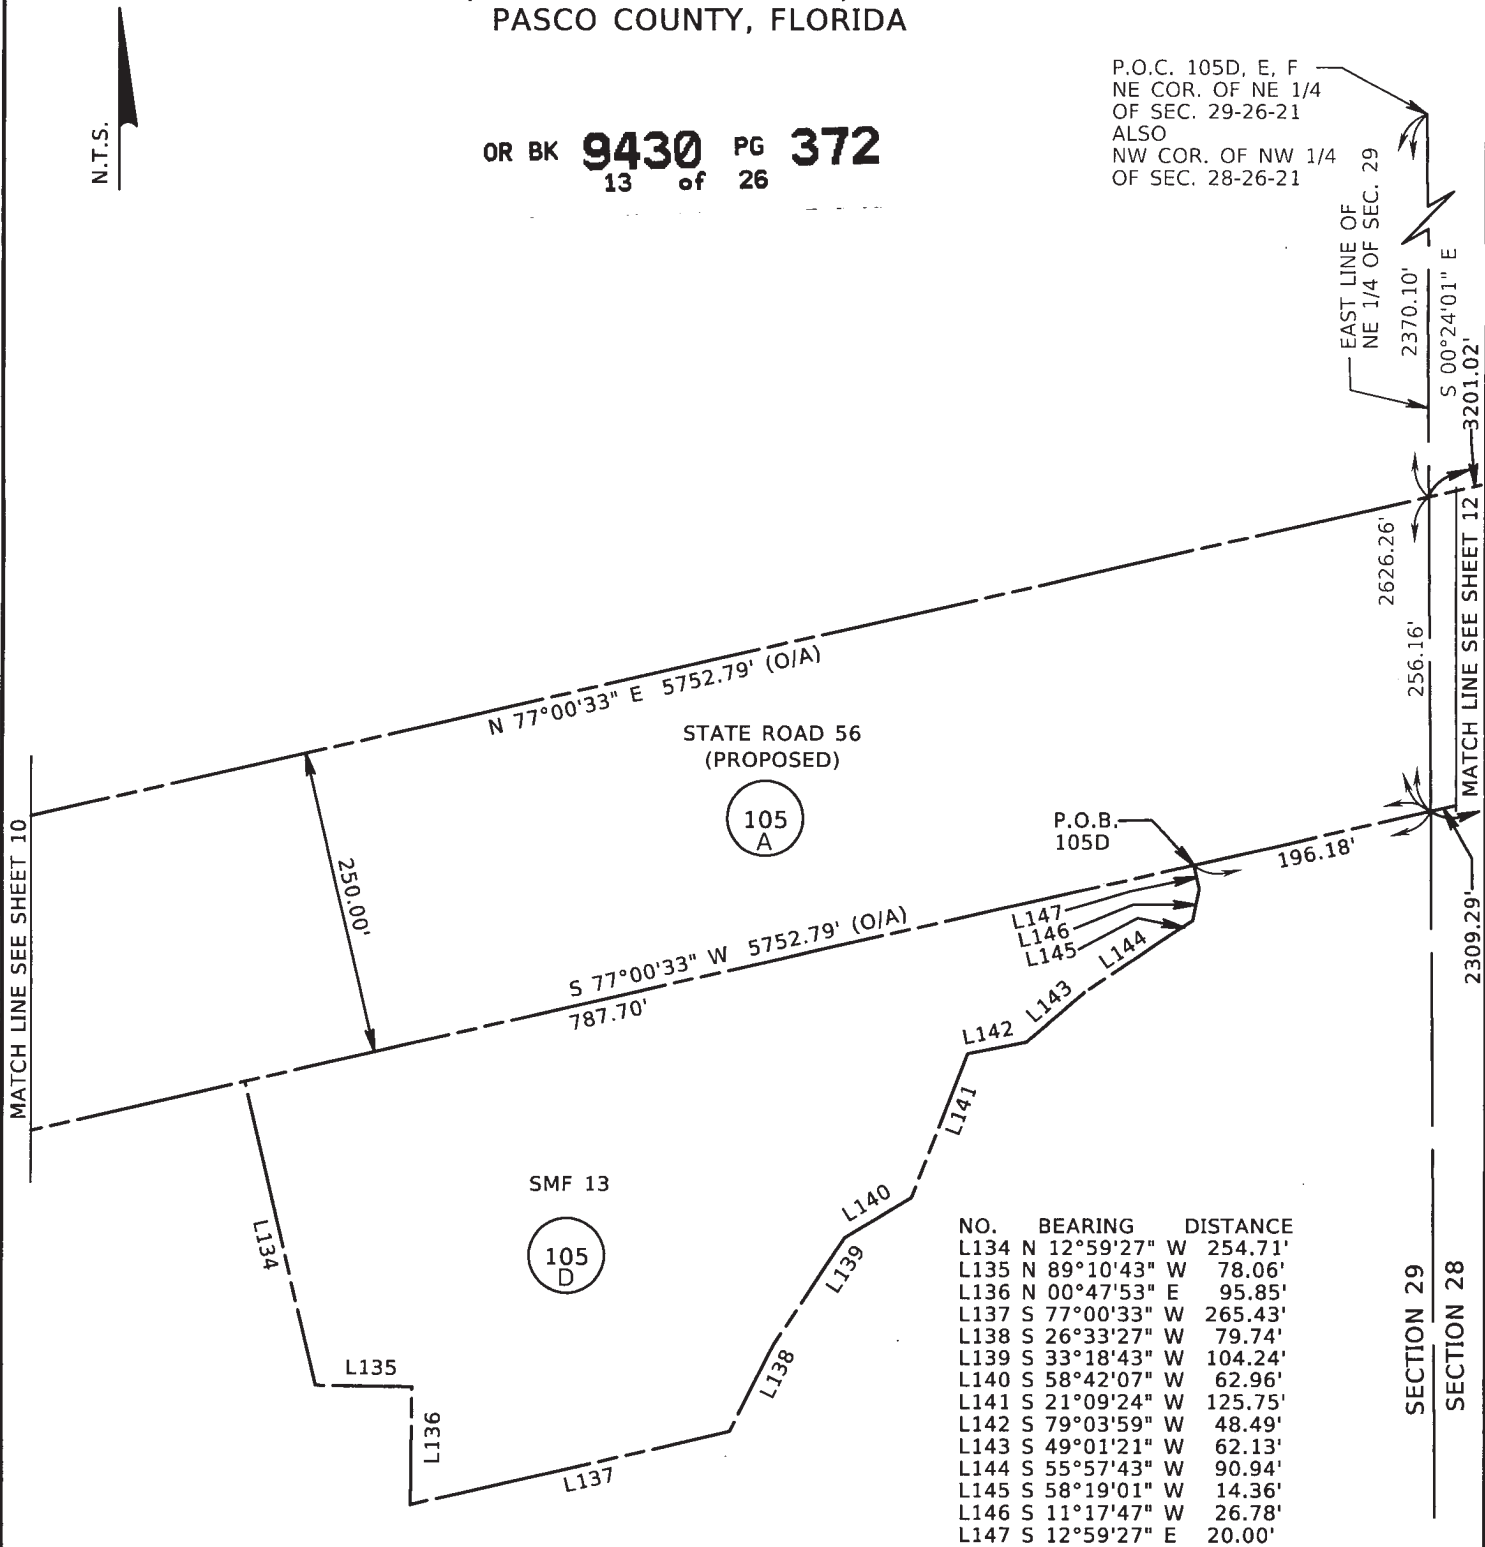 PASCO COUNTY, FLORIDA
N.T.S.
OR BK 9430 PG 372
13 of 26
P.O.C. 105D, E, F
NE COR. OF NE 1/4
OF SEC. 29-26-21
ALSO
NW COR. OF NW 1/4
OF SEC. 28-26-21
EAST LINE OF
NE 1/4 OF SEC. 29
2370.10'
S 00°24'01" E
3201.02'
2626.26'
256.16'
MATCH LINE SEE SHEET 12
N 77°00'33" E 5752.79' (O/A)
STATE ROAD 56
(PROPOSED)
105
A
P.O.B.
105D
196.18'
2309.29'
MATCH LINE SEE SHEET 10
250.00'
S 77°00'33" W 5752.79' (O/A)
787.70'
L147
L146
L145
L144
L143
L142
L141
L140
L139
L138
L137
L136
L135
L134
SMF 13
105
D
NO. BEARING DISTANCE
L134 N 12°59'27" W 254.71'
L135 N 89°10'43" W 78.06'
L136 N 00°47'53" E 95.85'
L137 S 77°00'33" W 265.43'
L138 S 26°33'27" W 79.74'
L139 S 33°18'43" W 104.24'
L140 S 58°42'07" W 62.96'
L141 S 21°09'24" W 125.75'
L142 S 79°03'59" W 48.49'
L143 S 49°01'21" W 62.13'
L144 S 55°57'43" W 90.94'
L145 S 58°19'01" W 14.36'
L146 S 11°17'47" W 26.78'
L147 S 12°59'27" E 20.00'
SECTION 29
SECTION 28